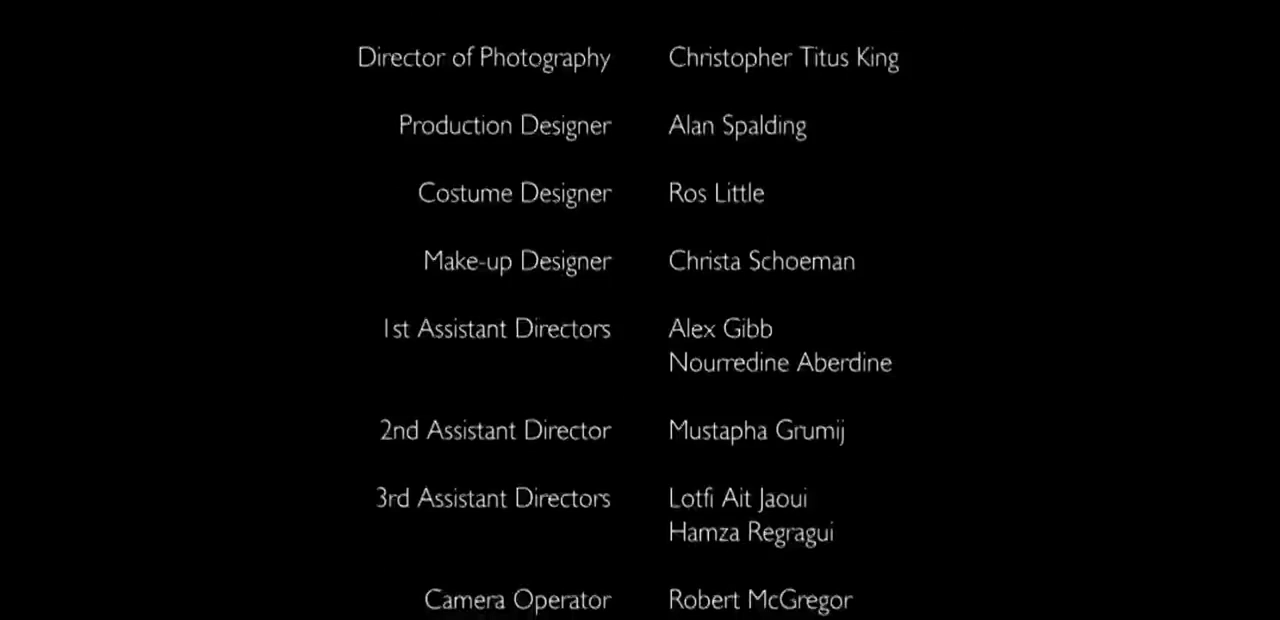 Director of Photography Christopher Titus King
Production Designer Alan Spalding
Costume Designer Ros Little
Make-up Designer Christa Schoeman
1st Assistant Directors Alex Gibb
Nourredine Aberdine
2nd Assistant Director Mustapha Grumij
3rd Assistant Directors Lotfi Ait Jaoui
Hamza Regragui
Camera Operator Robert McGregor